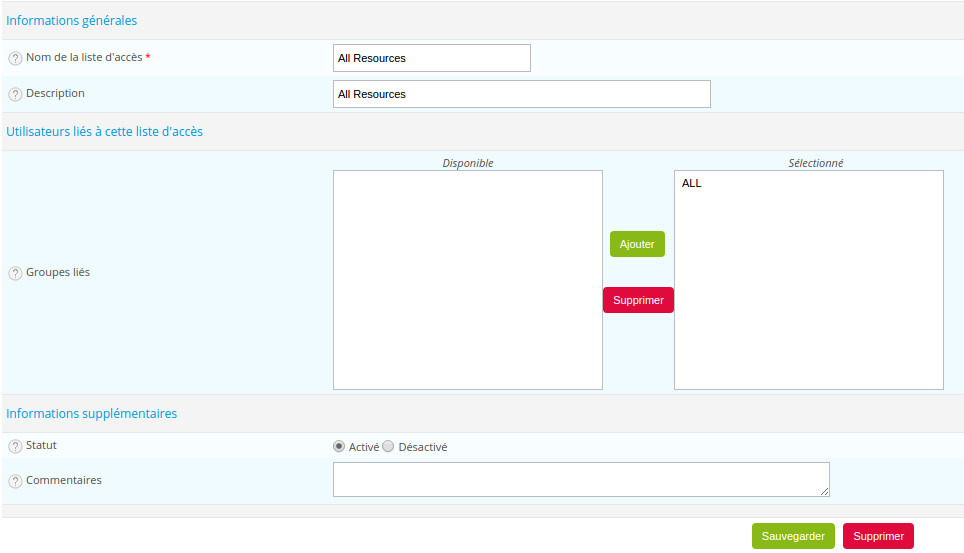 Informations générales
? Nom de la liste d'accès *
All Resources
? Description
All Resources
Utilisateurs liés à cette liste d'accès
Disponible
Sélectionné
ALL
Ajouter
? Groupes liés
Supprimer
Informations supplémentaires
? Statut
Activé Désactivé
? Commentaires
Sauvegarder Supprimer